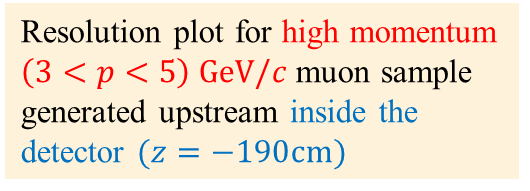 Resolution plot for high momentum
(3 < p < 5) GeV/c muon sample
generated upstream inside the
detector (z = −190cm)